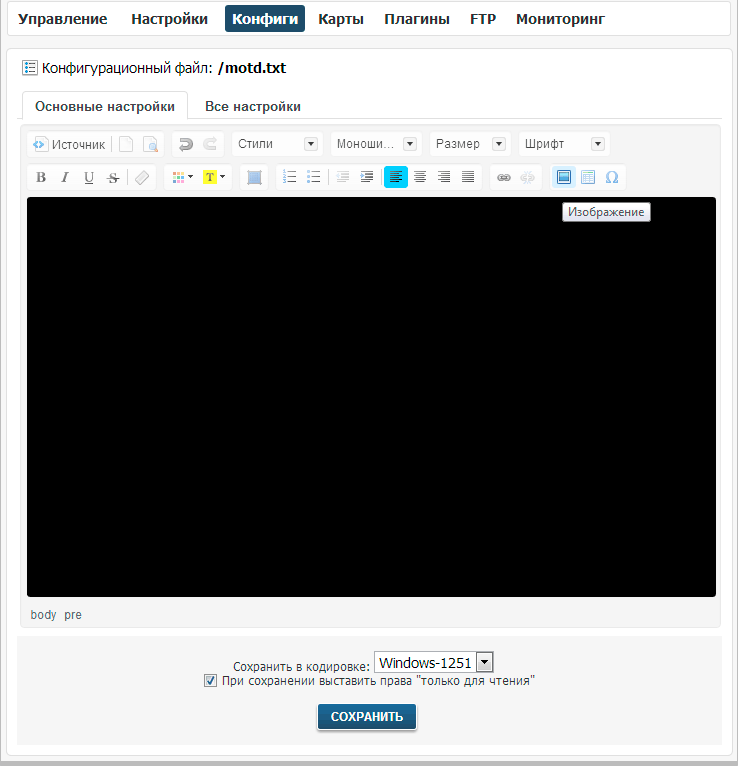 Управление Настройки Конфиги Карты Плагины FTP Мониторинг
Конфигурационный файл: /motd.txt
Основные настройки Все настройки
Источник Стили Моноши... Размер Шрифт
B I U S T Ω
Изображение
body pre
Сохранить в кодировке: Windows-1251
При сохранении выставить права "только для чтения"
СОХРАНИТЬ